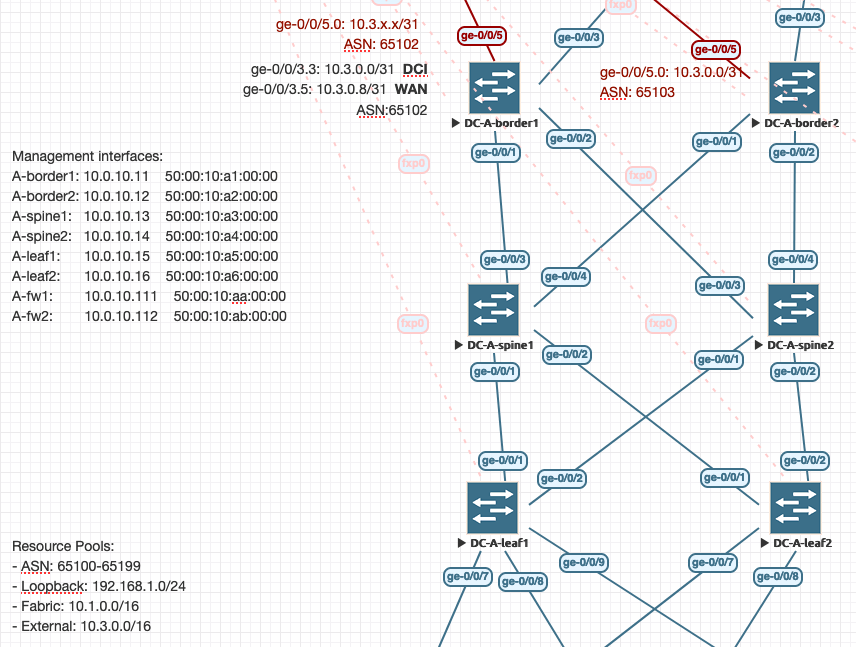 fxp0
ge-0/0/3
ge-0/0/5.0: 10.3.x.x/31
ASN: 65102
ge-0/0/5
ge-0/0/3
ge-0/0/5
ge-0/0/3.3: 10.3.0.0/31 DCI
ge-0/0/3.5: 10.3.0.8/31 WAN
ASN:65102
ge-0/0/5.0: 10.3.0.0/31
ASN: 65103
DC-A-border1
DC-A-border2
ge-0/0/1
ge-0/0/2
ge-0/0/1
ge-0/0/2
Management interfaces:
A-border1: 10.0.10.11 50:00:10:a1:00:00
A-border2: 10.0.10.12 50:00:10:a2:00:00
A-spine1: 10.0.10.13 50:00:10:a3:00:00
A-spine2: 10.0.10.14 50:00:10:a4:00:00
A-leaf1: 10.0.10.15 50:00:10:a5:00:00
A-leaf2: 10.0.10.16 50:00:10:a6:00:00
A-fw1: 10.0.10.111 50:00:10:aa:00:00
A-fw2: 10.0.10.112 50:00:10:ab:00:00
fxp0
fxp0
ge-0/0/3
ge-0/0/4
ge-0/0/3
ge-0/0/4
fxp0
fxp0
DC-A-spine1
DC-A-spine2
ge-0/0/1
ge-0/0/2
ge-0/0/1
ge-0/0/2
ge-0/0/1
ge-0/0/2
ge-0/0/1
ge-0/0/2
DC-A-leaf1
DC-A-leaf2
ge-0/0/7
ge-0/0/8
ge-0/0/9
ge-0/0/7
ge-0/0/8
Resource Pools:
- ASN: 65100-65199
- Loopback: 192.168.1.0/24
- Fabric: 10.1.0.0/16
- External: 10.3.0.0/16